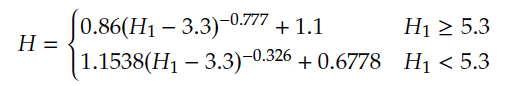 H = { 0.86(H₁ − 3.3)^−0.777 + 1.1    H₁ ≥ 5.3
1.1538(H₁ − 3.3)^−0.326 + 0.6778    H₁ < 5.3